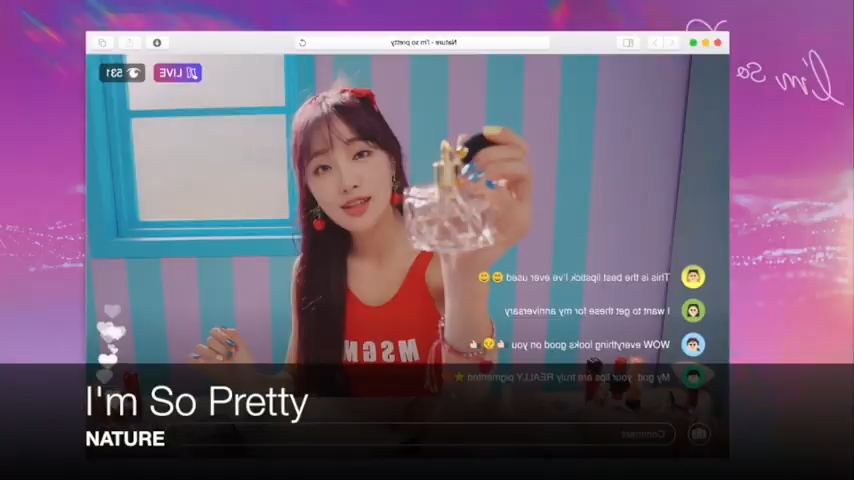 Nature - I'm so pretty
I'm so
531
LIVE
This is the best lipstick I've ever used
I want to get these for my anniversary
WOW everything looks good on you
My god, your lips are truly REALLY pigmented
I'm So Pretty
NATURE
Comment